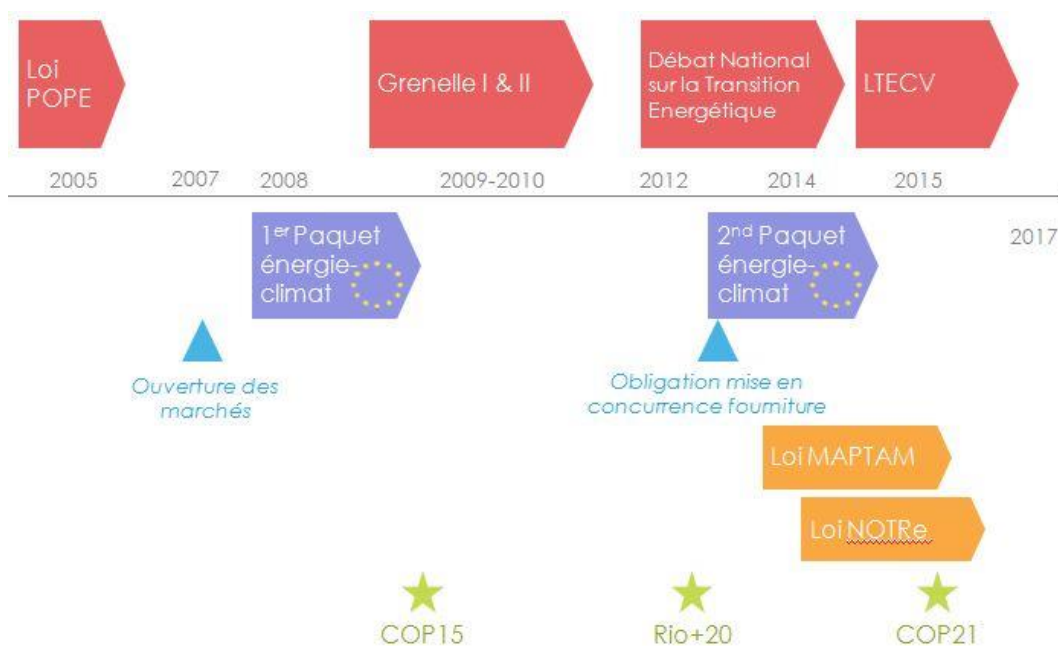 Loi
POPE
Grenelle I & II
Débat National
sur la Transition
Energétique
LTECV
2005
2007
2008
2009-2010
2012
2014
2015
2017
1er Paquet
énergie-
climat
2nd Paquet
énergie-
climat
Ouverture des
marchés
Obligation mise en
concurrence fourniture
Loi MAPTAM
Loi NOTRe
COP15
Rio+20
COP21